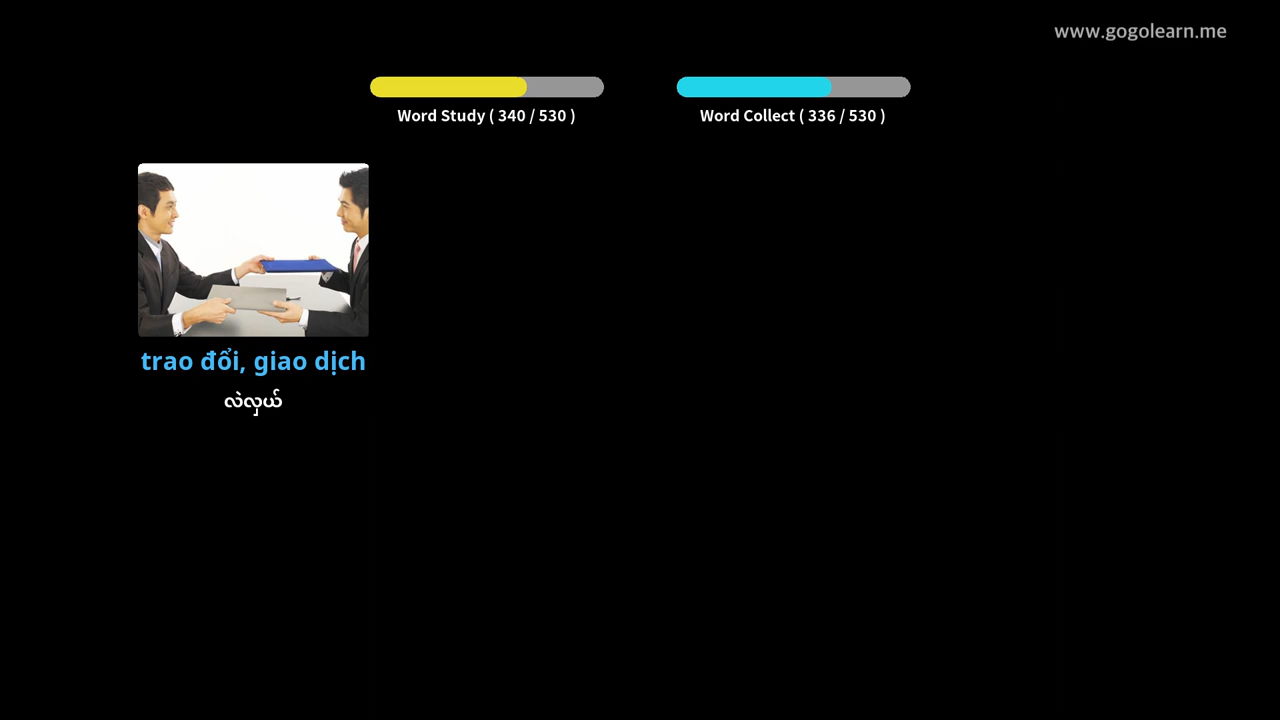 www.gogolearn.me
Word Study ( 340 / 530 )
Word Collect ( 336 / 530 )
trao đổi, giao dịch
လဲလှယ်